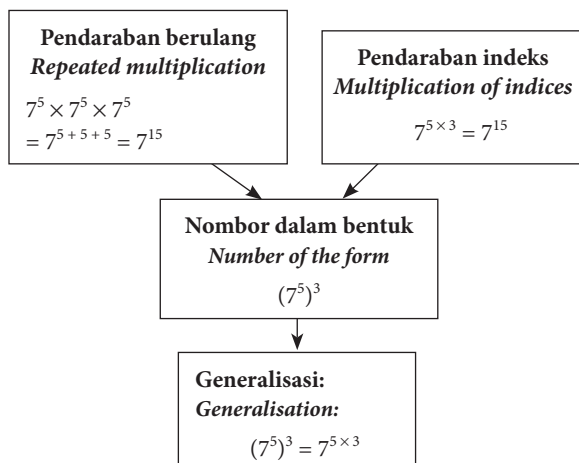 Pendaraban berulang
Repeated multiplication
7⁵ × 7⁵ × 7⁵
= 7⁵ ⁺ ⁵ ⁺ ⁵ = 7¹⁵
Pendaraban indeks
Multiplication of indices
7⁵ ˣ ³ = 7¹⁵
Nombor dalam bentuk
Number of the form
(7⁵)³
Generalisasi:
Generalisation:
(7⁵)³ = 7⁵ ˣ ³